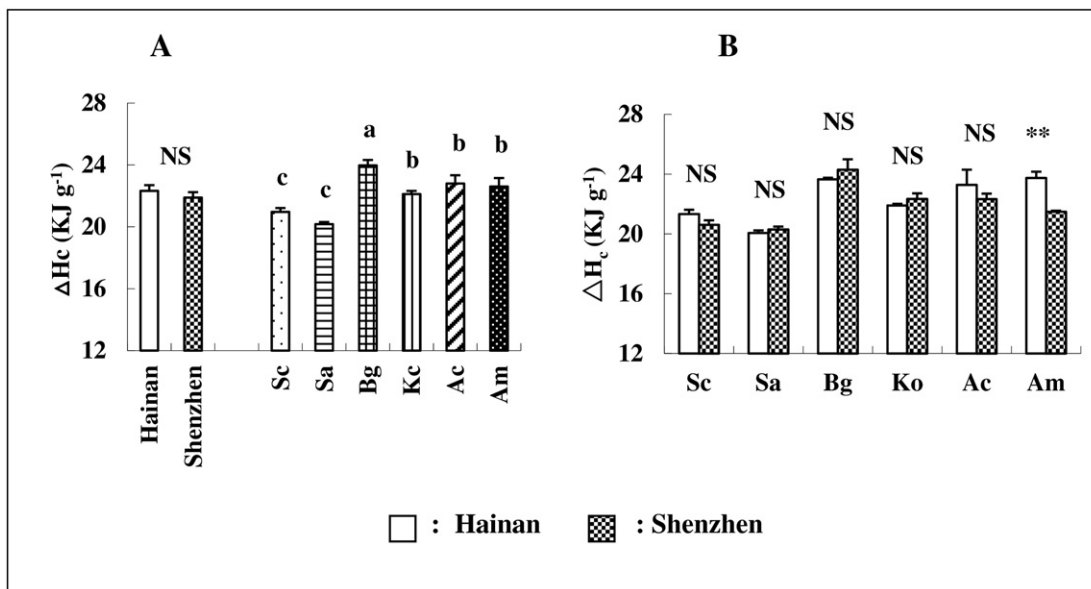 A
B
28
24
20
16
12
ΔHc (KJ g-1)
NS
c
c
a
b
b
b
Hainan
Shenzhen
Sc
Sa
Bg
Kc
Ac
Am
28
24
20
16
12
△Hc (KJ g-1)
NS
NS
NS
NS
NS
**
Sc
Sa
Bg
Ko
Ac
Am
: Hainan
: Shenzhen